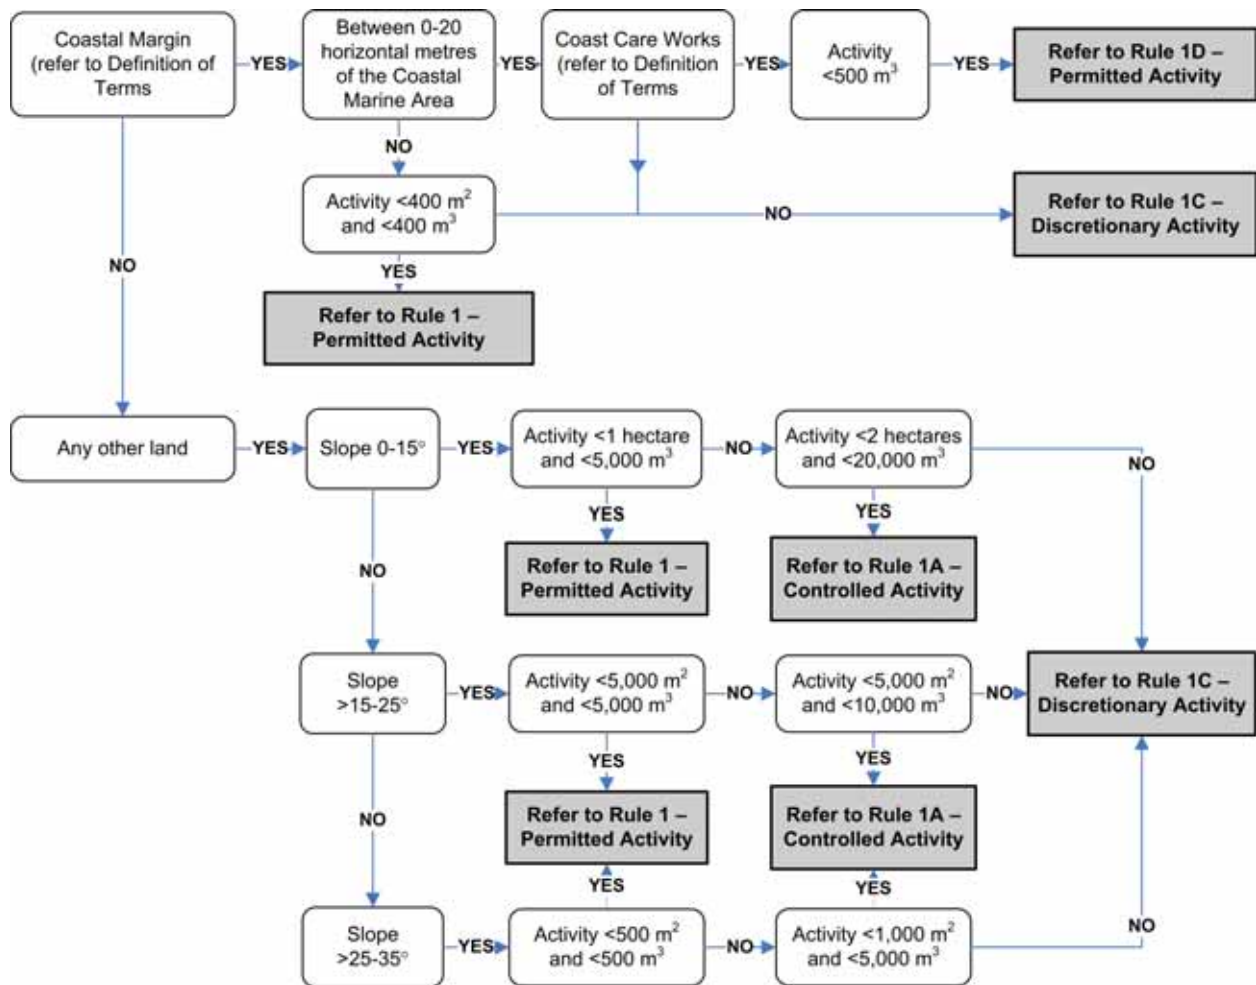 Coastal Margin
(refer to Definition of
Terms
YES
Between 0-20
horizontal metres
of the Coastal
Marine Area
YES
Coast Care Works
(refer to Definition
of Terms
YES
Activity
<500 m³
YES
Refer to Rule 1D –
Permitted Activity
NO
Activity <400 m²
and <400 m³
NO
Refer to Rule 1C –
Discretionary Activity
YES
Refer to Rule 1 –
Permitted Activity
NO
Any other land
YES
Slope 0-15°
YES
Activity <1 hectare
and <5,000 m³
NO
Activity <2 hectares
and <20,000 m³
NO
YES
Refer to Rule 1 –
Permitted Activity
YES
Refer to Rule 1A –
Controlled Activity
NO
Slope
>15-25°
YES
Activity <5,000 m²
and <5,000 m³
NO
Activity <5,000 m²
and <10,000 m³
NO
Refer to Rule 1C –
Discretionary Activity
YES
Refer to Rule 1 –
Permitted Activity
YES
Refer to Rule 1A –
Controlled Activity
NO
YES
YES
Slope
>25-35°
YES
Activity <500 m²
and <500 m³
NO
Activity <1,000 m²
and <5,000 m³
NO